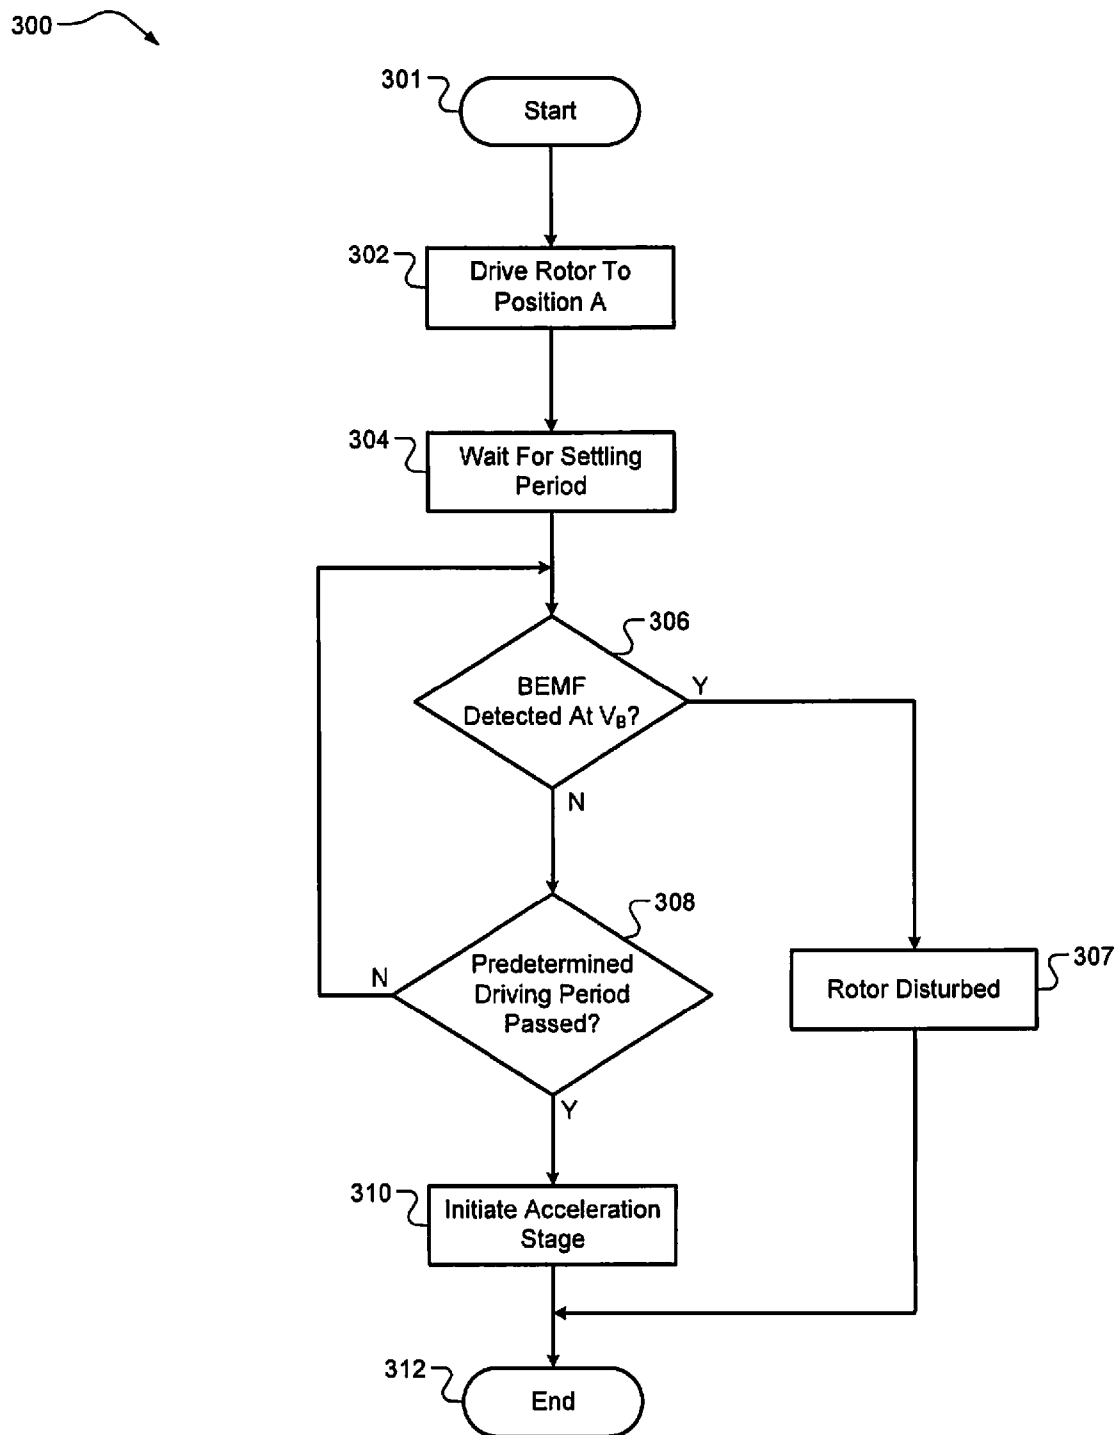 300
301
Start
302
Drive Rotor To
Position A
304
Wait For Settling
Period
306
BEMF
Detected At VB?
Y
N
308
Predetermined
Driving Period
Passed?
N
Y
307
Rotor Disturbed
310
Initiate Acceleration
Stage
312
End